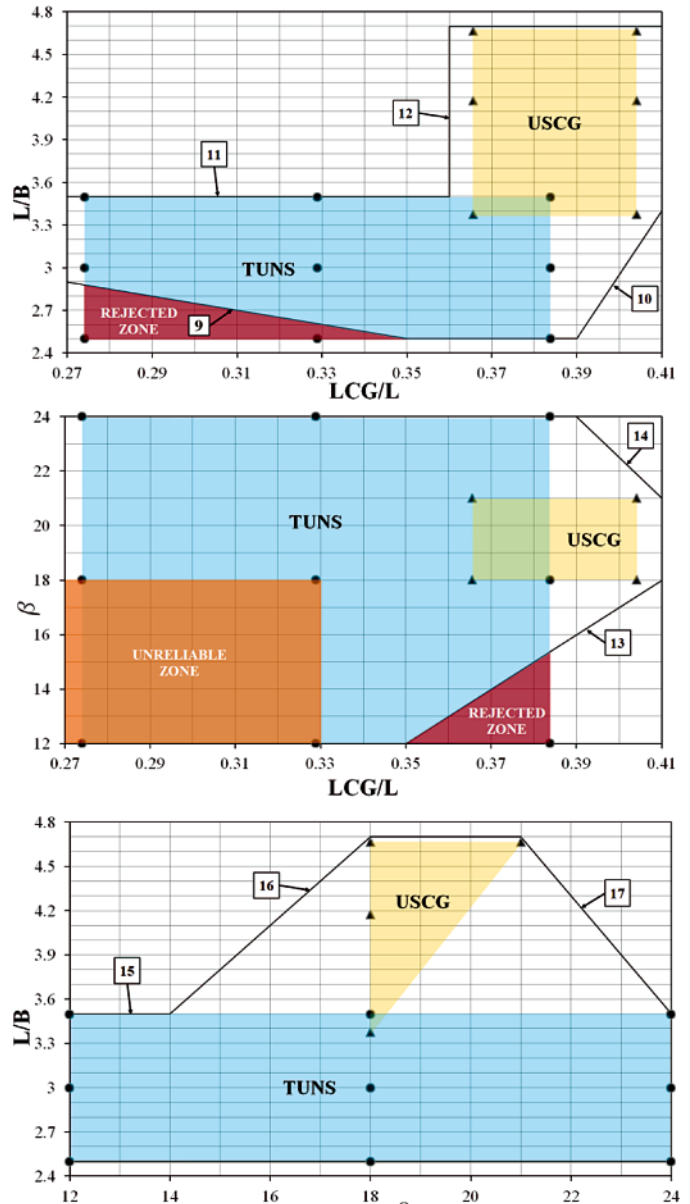 4.8
4.5
4.2
3.9
3.6
3.3
3
2.7
2.4
L/B
12
USCG
11
TUNS
REJECTED
ZONE
9
10
0.27 0.29 0.31 0.33 0.35 0.37 0.39 0.41
LCG/L
24
22
20
18
16
14
12
β
14
TUNS
USCG
UNRELIABLE
ZONE
13
REJECTED
ZONE
0.27 0.29 0.31 0.33 0.35 0.37 0.39 0.41
LCG/L
4.8
4.5
4.2
3.9
3.6
3.3
3
2.7
2.4
L/B
16
USCG
17
15
TUNS
12 14 16 18 20 22 24